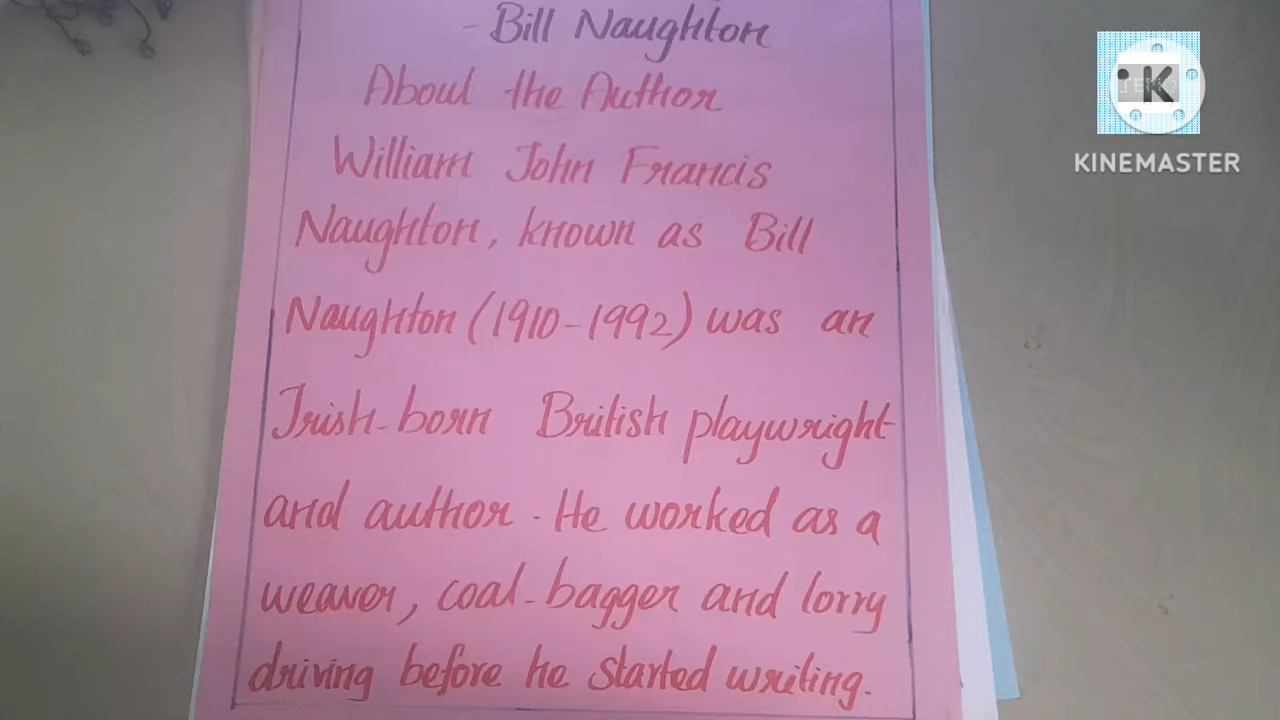 - Bill Naughton
About the Author
William John Francis
Naughton, known as Bill
Naughton (1910-1992) was an
Irish-born British playwright
and author. He worked as a
weaver, coal-bagger and lorry
driving before he started writing.
K
KINEMASTER